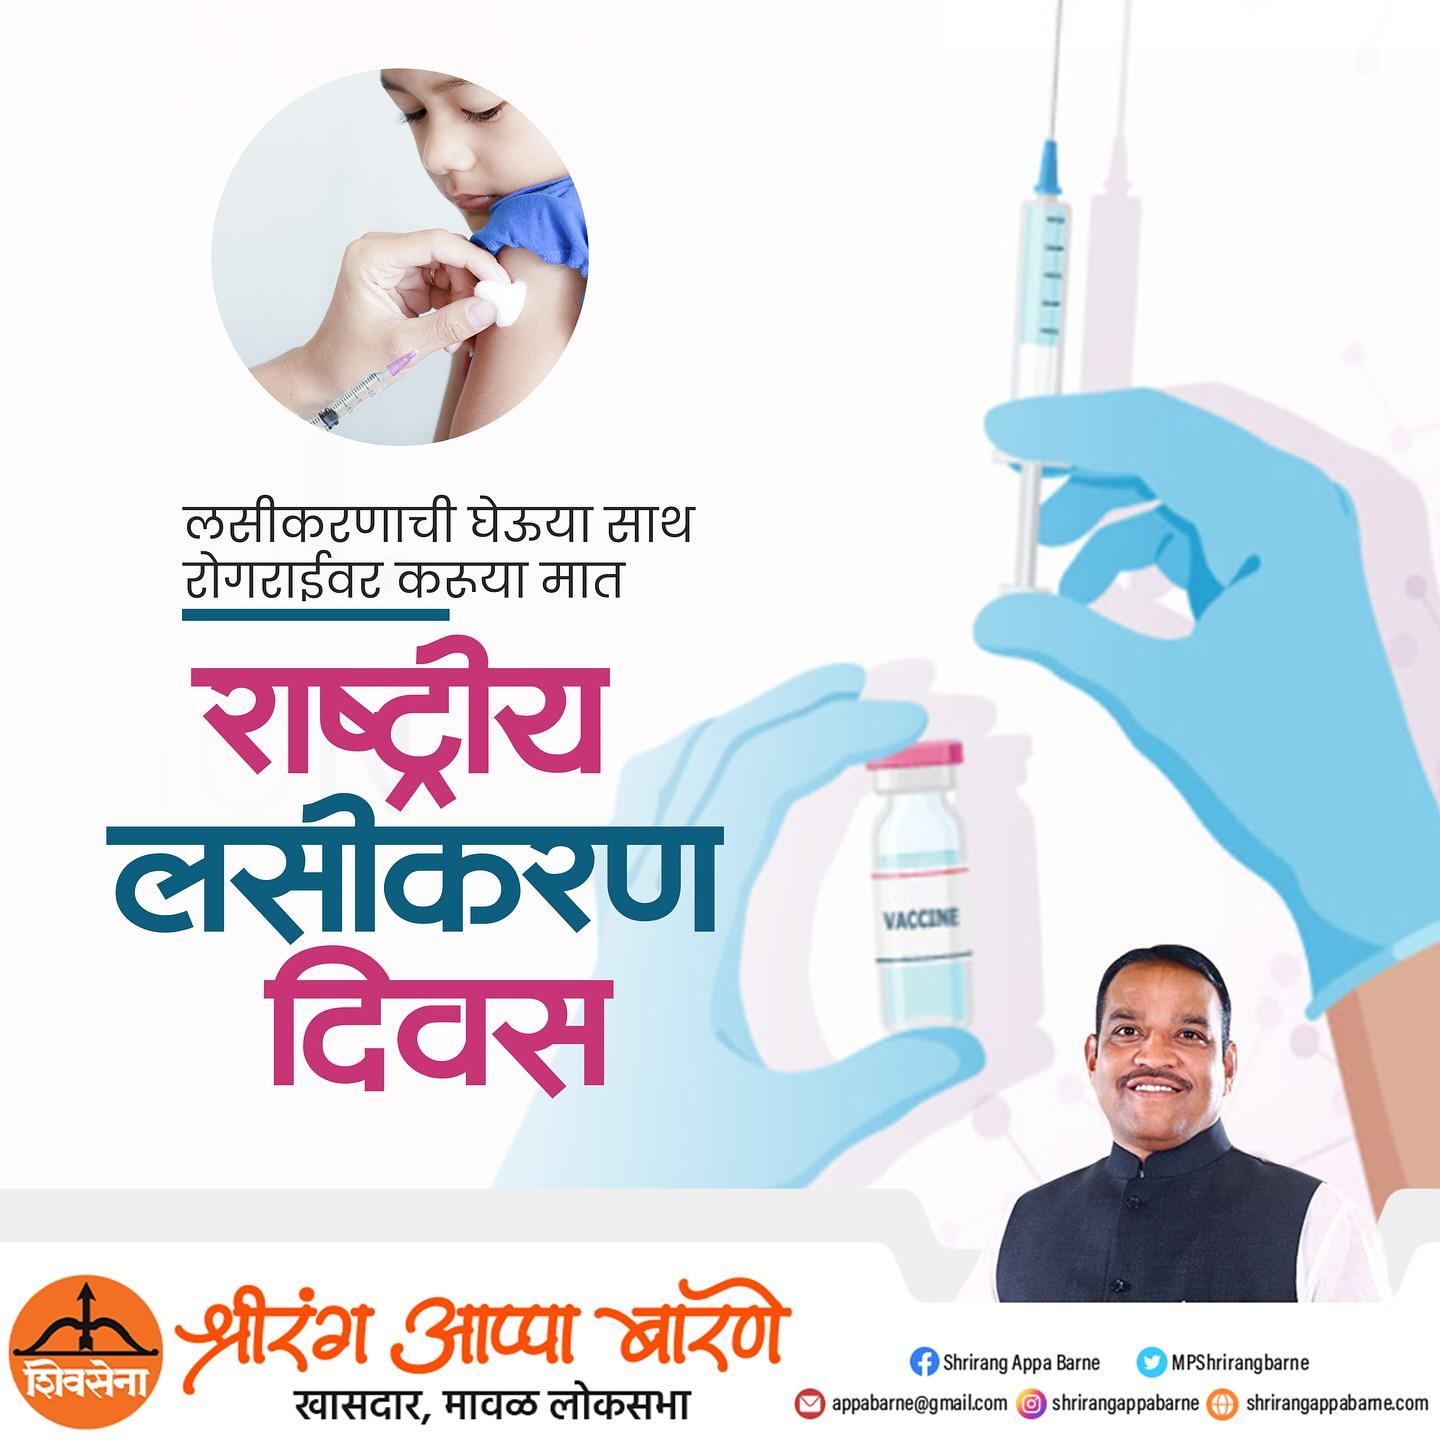 लसीकरणाची घेऊया साथ
रोगराईवर करूया मात
राष्ट्रीय
लसीकरण
दिवस
VACCINE
शिवसेना
श्रीरंग आप्पा बारणे
खासदार, मावळ लोकसभा
Shrirang Appa Barne
MPShrirangbarne
appabarne@gmail.com
shrirangappabarne
shrirangappabarne.com